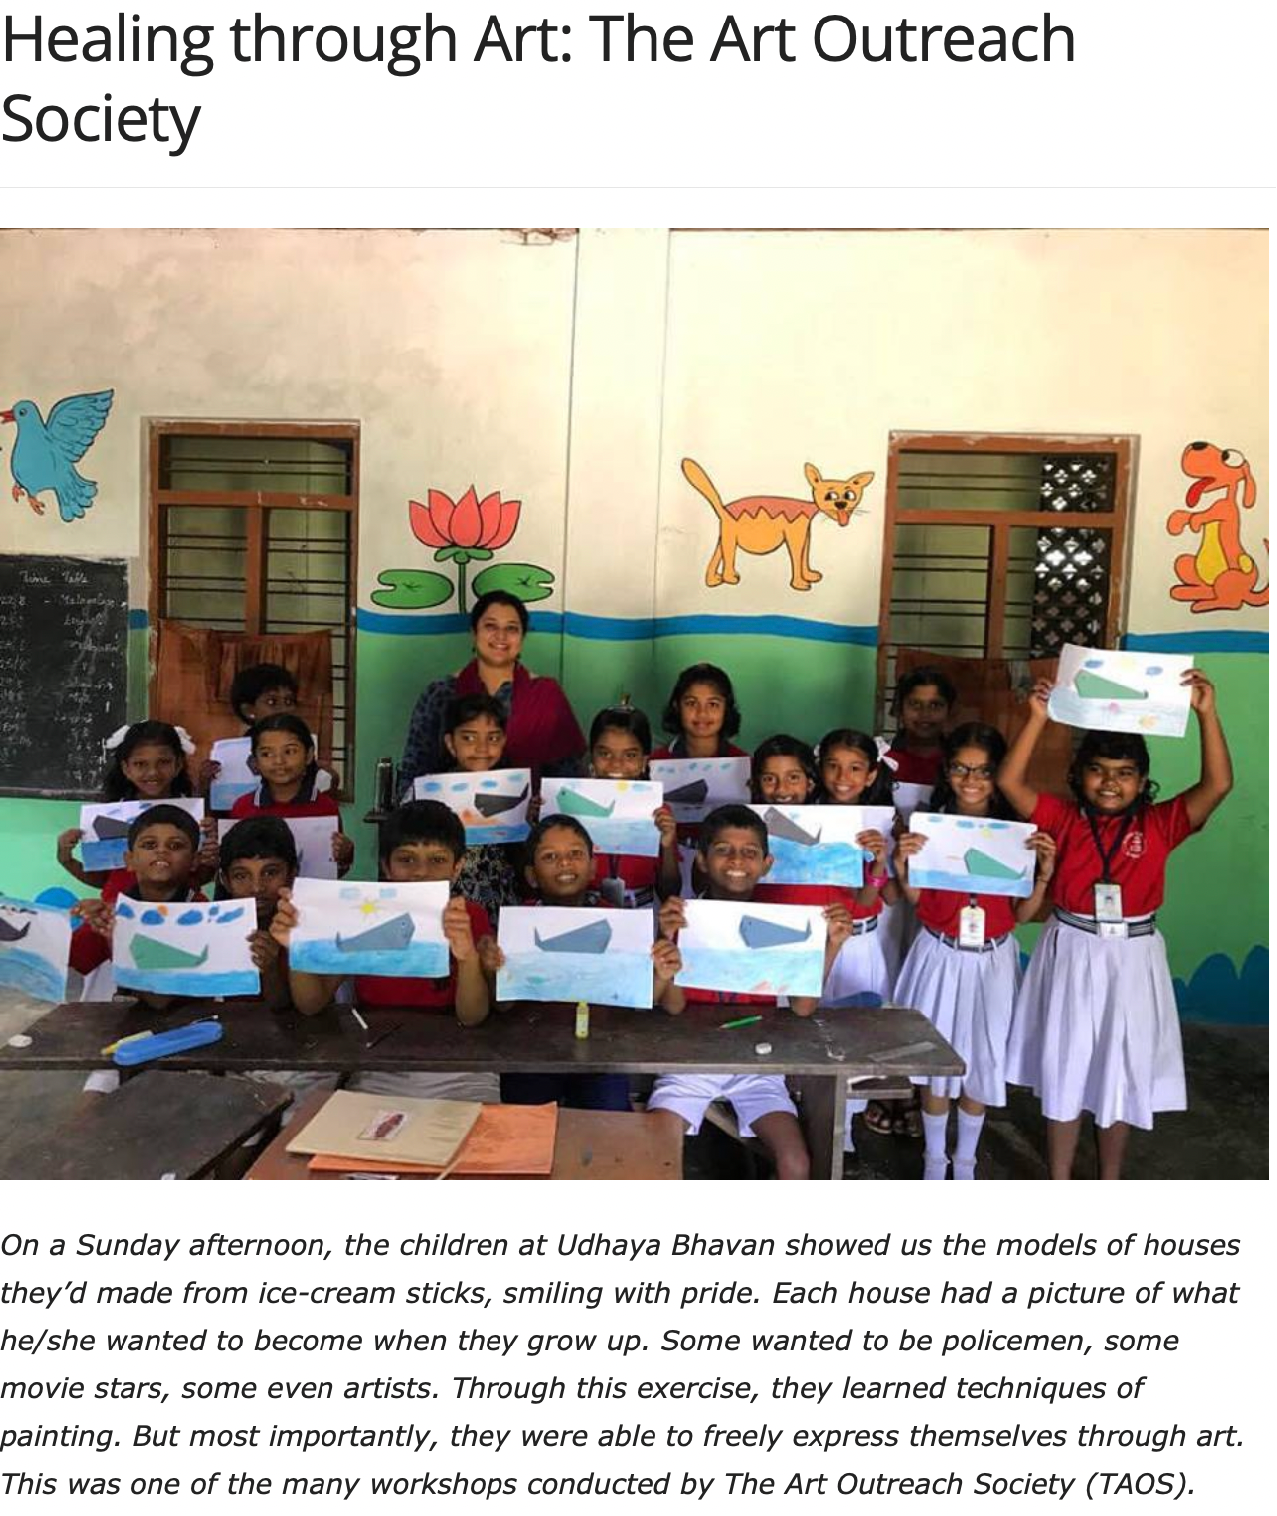 Healing through Art: The Art Outreach
Society
Time Table
On a Sunday afternoon, the children at Udhaya Bhavan showed us the models of houses
they’d made from ice-cream sticks, smiling with pride. Each house had a picture of what
he/she wanted to become when they grow up. Some wanted to be policemen, some
movie stars, some even artists. Through this exercise, they learned techniques of
painting. But most importantly, they were able to freely express themselves through art.
This was one of the many workshops conducted by The Art Outreach Society (TAOS).